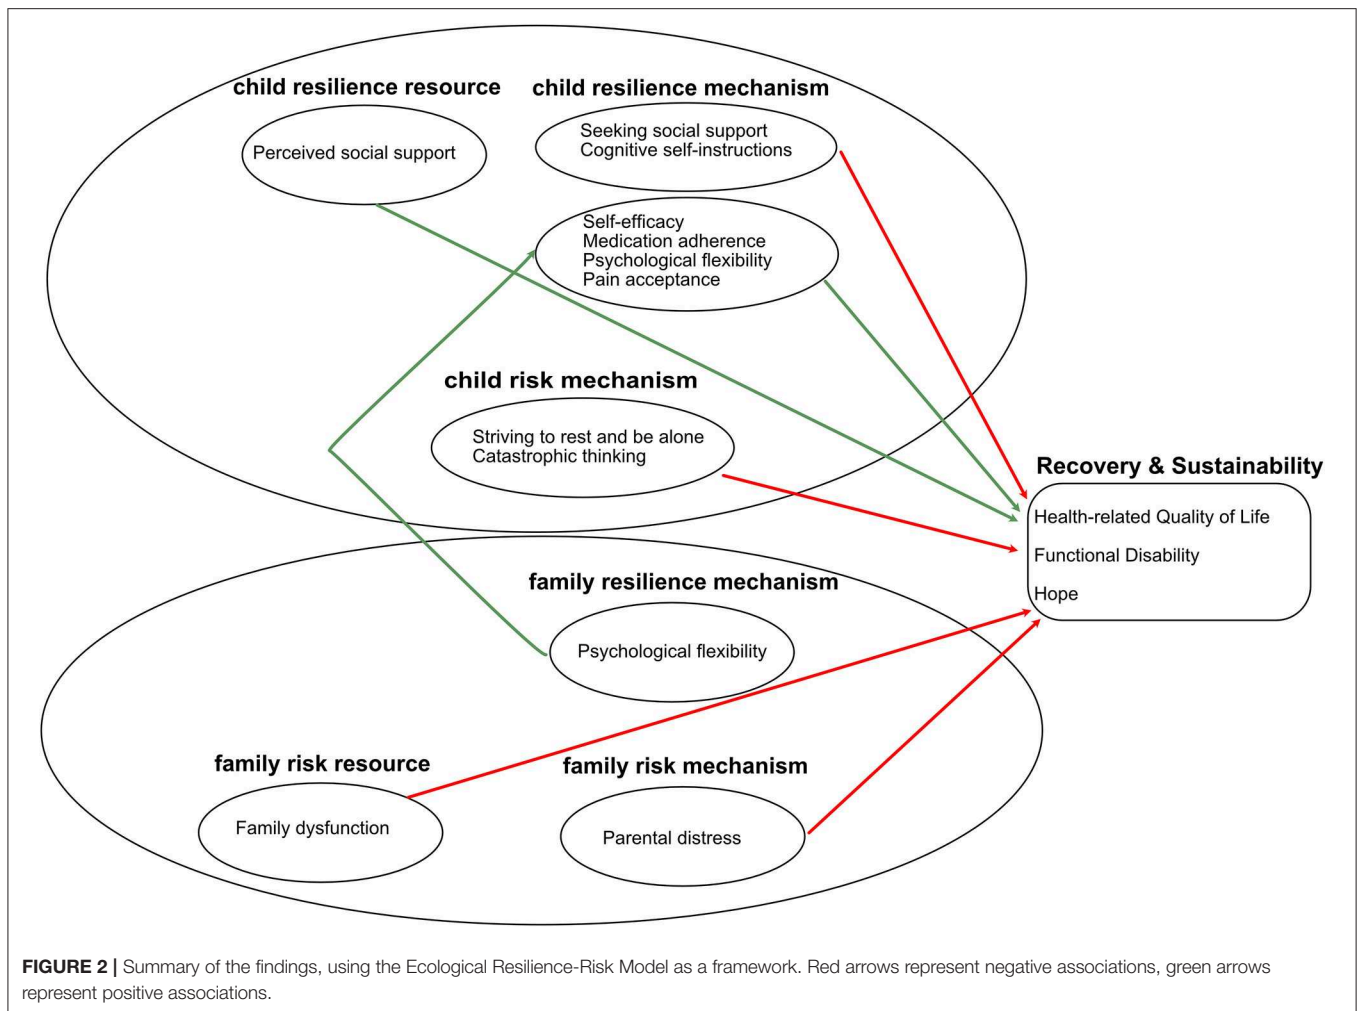 child resilience resource
Perceived social support
child resilience mechanism
Seeking social support
Cognitive self-instructions
Self-efficacy
Medication adherence
Psychological flexibility
Pain acceptance
child risk mechanism
Striving to rest and be alone
Catastrophic thinking
Recovery & Sustainability
Health-related Quality of Life
Functional Disability
Hope
family resilience mechanism
Psychological flexibility
family risk resource
Family dysfunction
family risk mechanism
Parental distress
FIGURE 2 | Summary of the findings, using the Ecological Resilience-Risk Model as a framework. Red arrows represent negative associations, green arrows
represent positive associations.